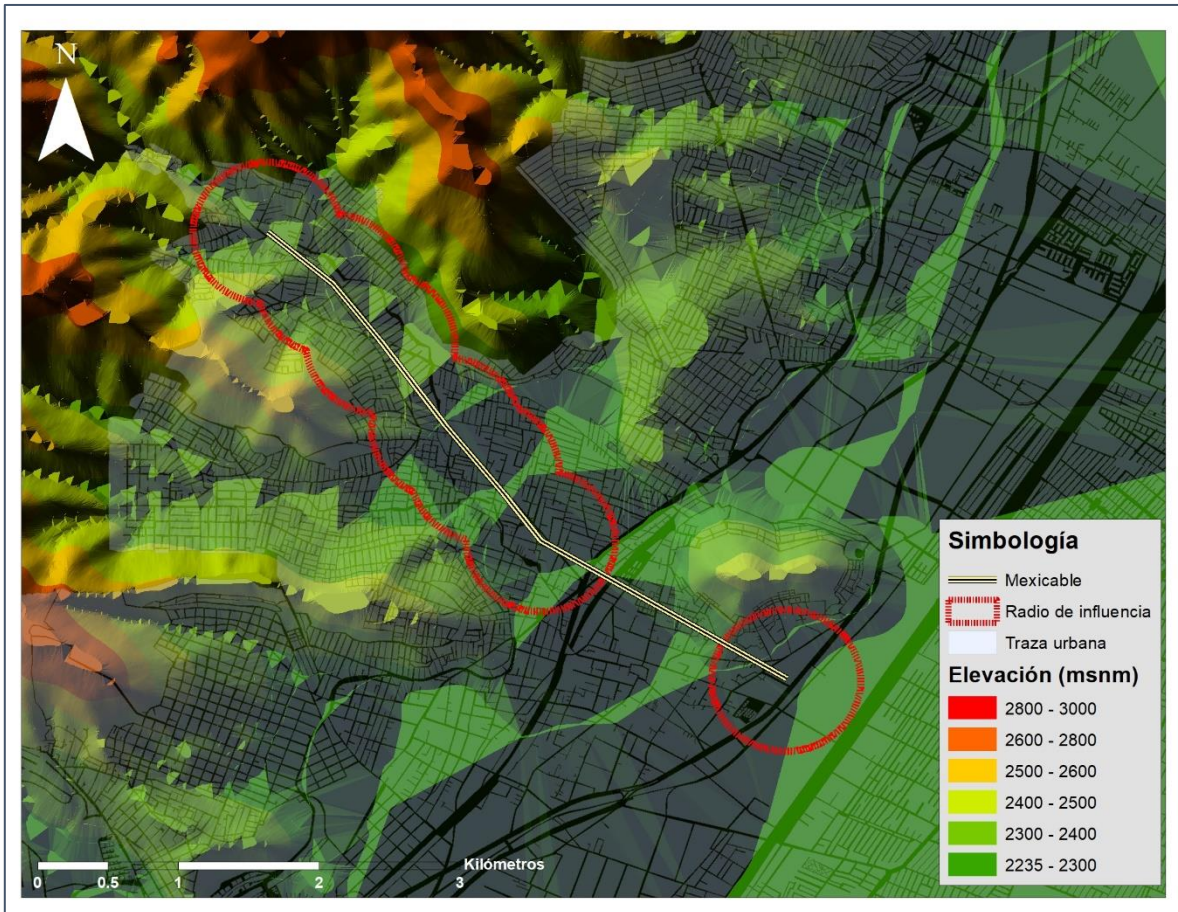 N
Simbología
Mexicable
Radio de influencia
Traza urbana
Elevación (msnm)
2800 - 3000
2600 - 2800
2500 - 2600
2400 - 2500
2300 - 2400
2235 - 2300
Kilómetros
0 0.5 1 2 3